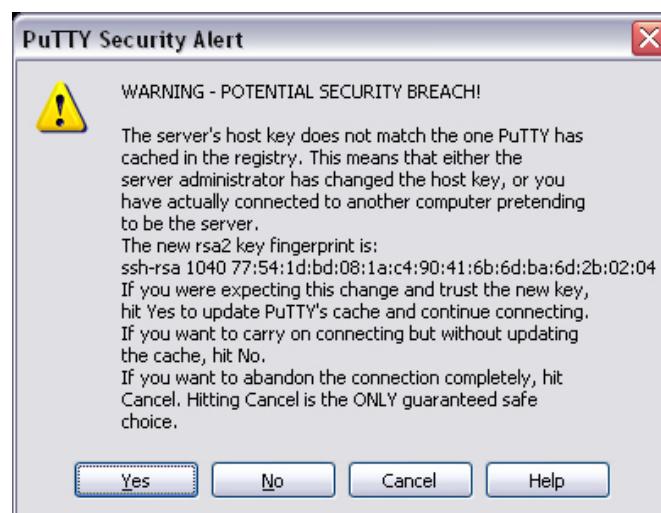 PuTTY Security Alert
WARNING - POTENTIAL SECURITY BREACH!
The server's host key does not match the one PuTTY has
cached in the registry. This means that either the
server administrator has changed the host key, or you
have actually connected to another computer pretending
to be the server.
The new rsa2 key fingerprint is:
ssh-rsa 1040 77:54:1d:bd:08:1a:c4:90:41:6b:6d:ba:6d:2b:02:04
If you were expecting this change and trust the new key,
hit Yes to update PuTTY's cache and continue connecting.
If you want to carry on connecting but without updating
the cache, hit No.
If you want to abandon the connection completely, hit
Cancel. Hitting Cancel is the ONLY guaranteed safe
choice.
Yes No Cancel Help